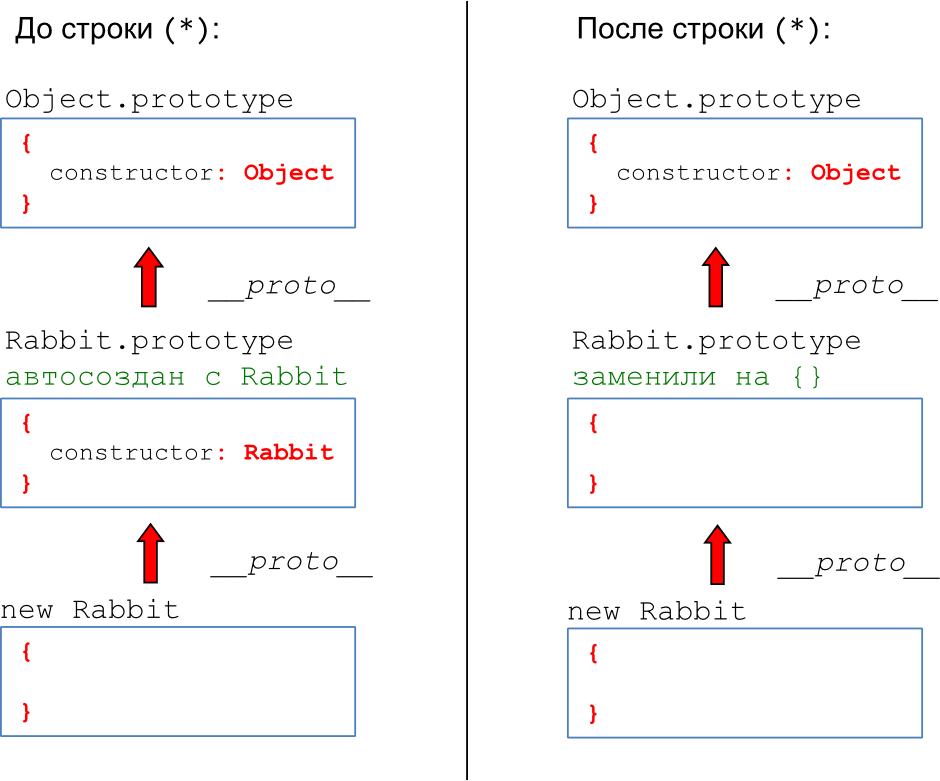 До строки (*):
Object.prototype
{
constructor: Object
}
__proto__
Rabbit.prototype
автосоздан с Rabbit
{
constructor: Rabbit
}
__proto__
new Rabbit
{
}
После строки (*):
Object.prototype
{
constructor: Object
}
__proto__
Rabbit.prototype
заменили на {}
{
}
__proto__
new Rabbit
{
}